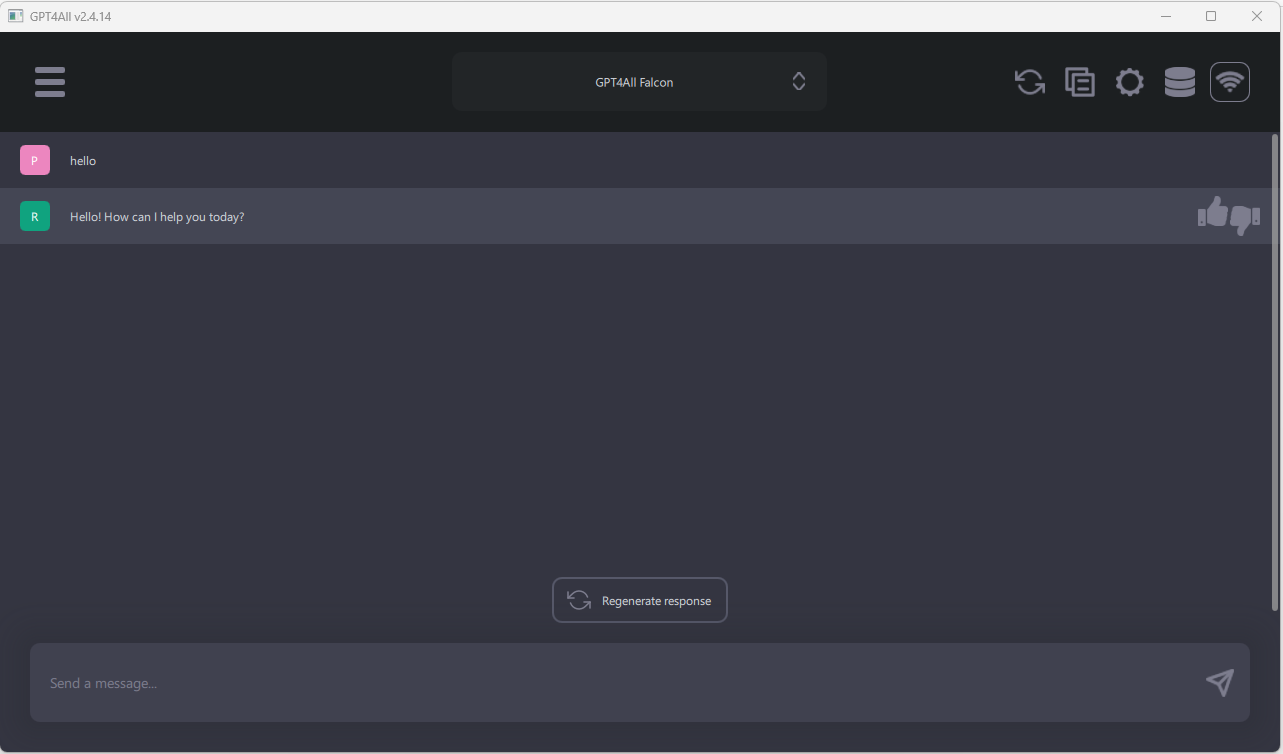 GPT4All v2.4.14
GPT4All Falcon
P hello
R Hello! How can I help you today?
Regenerate response
Send a message...